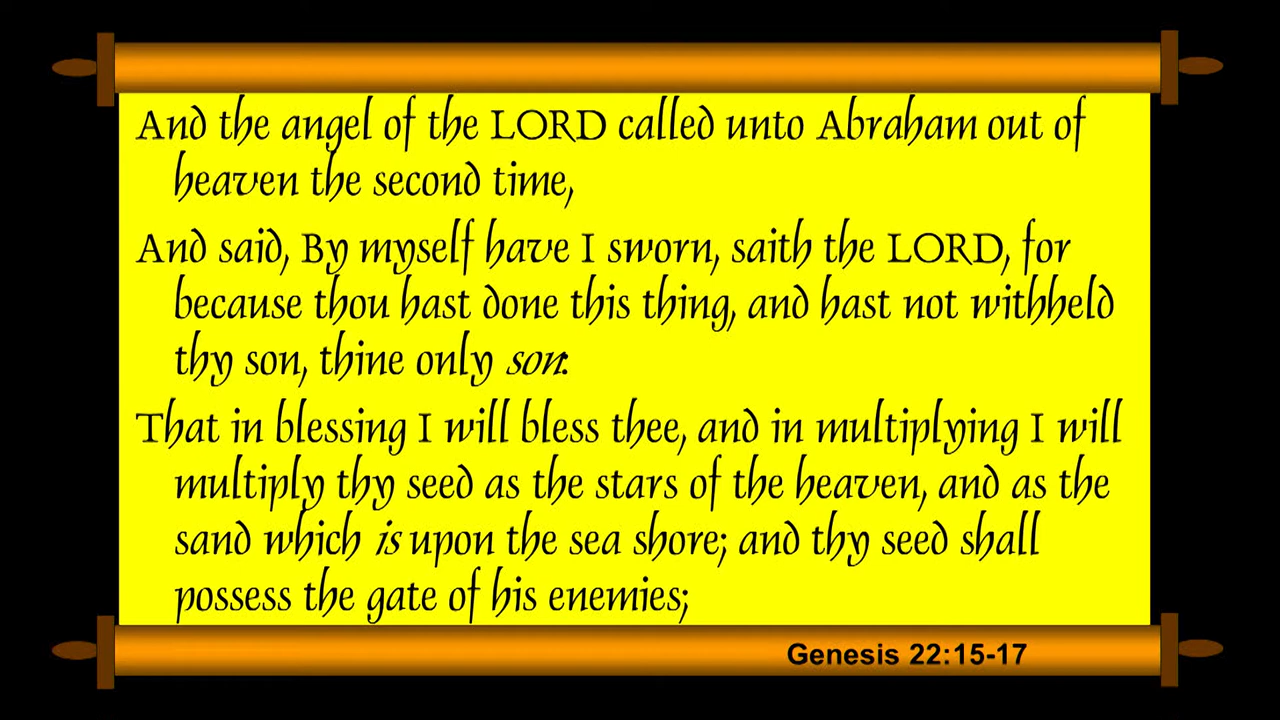 And the angel of the LORD called unto Abraham out of
heaven the second time,
And said, By myself have I sworn, saith the LORD, for
because thou hast done this thing, and hast not withheld
thy son, thine only son:
That in blessing I will bless thee, and in multiplying I will
multiply thy seed as the stars of the heaven, and as the
sand which is upon the sea shore; and thy seed shall
possess the gate of his enemies;
Genesis 22:15-17